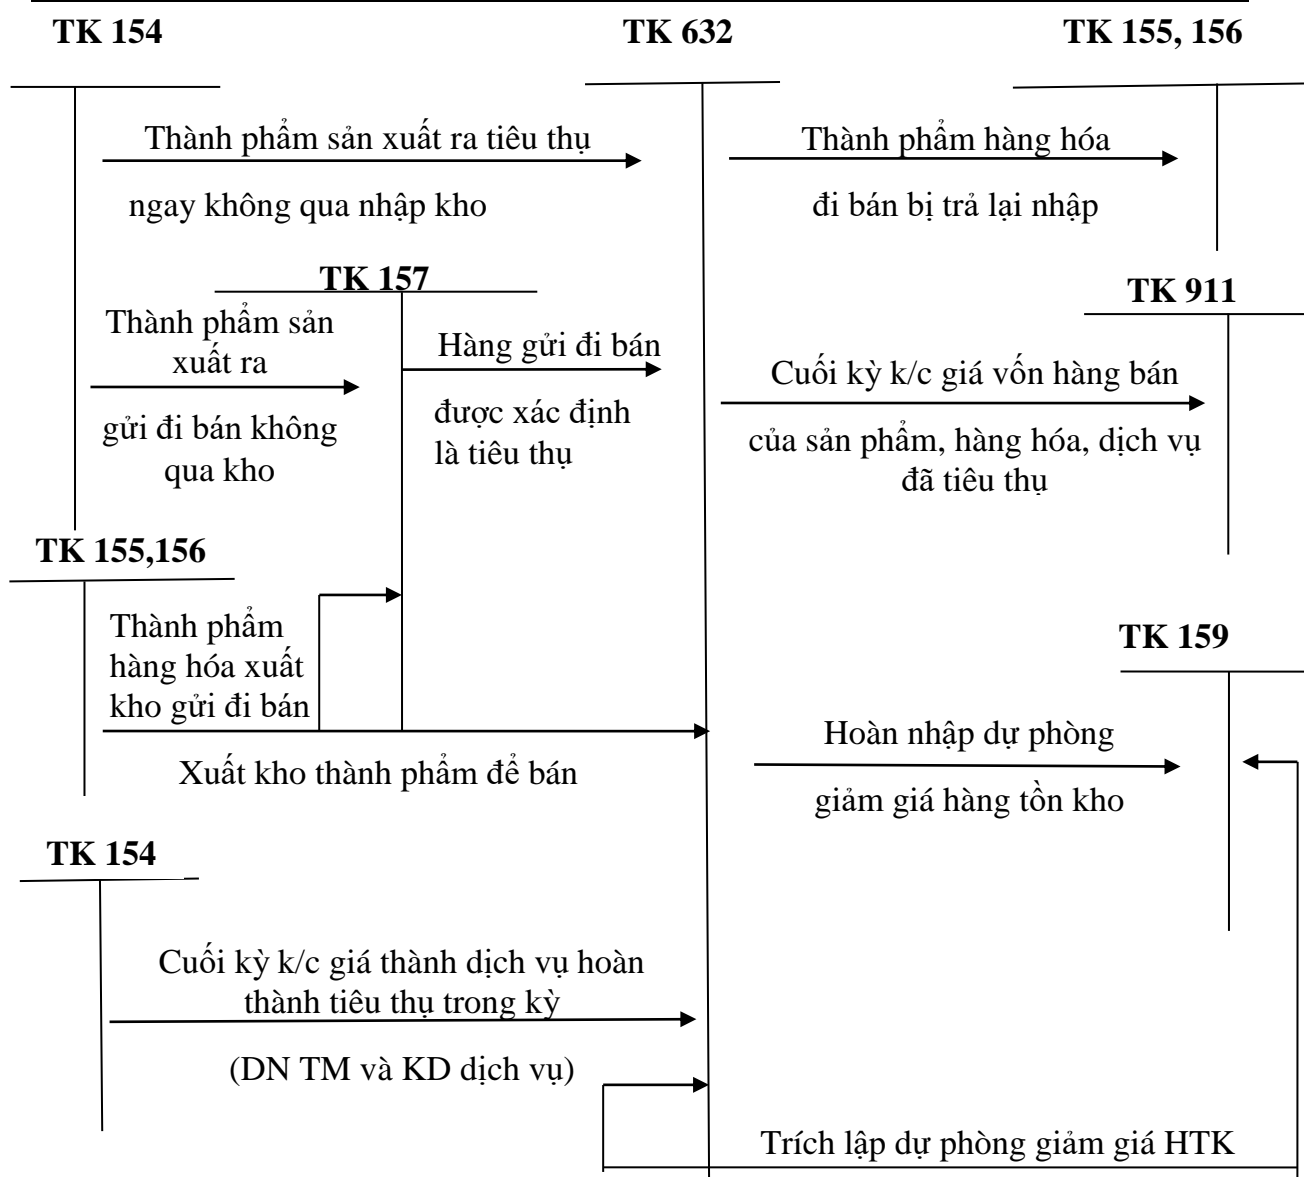 TK 154
TK 632
TK 155, 156
Thành phẩm sản xuất ra tiêu thụ
ngay không qua nhập kho
Thành phẩm hàng hóa
đi bán bị trả lại nhập
TK 157
TK 911
Thành phẩm sản
xuất ra
gửi đi bán không
qua kho
Hàng gửi đi bán
được xác định
là tiêu thụ
Cuối kỳ k/c giá vốn hàng bán
của sản phẩm, hàng hóa, dịch vụ
đã tiêu thụ
TK 155,156
Thành phẩm
hàng hóa xuất
kho gửi đi bán
Xuất kho thành phẩm để bán
TK 159
Hoàn nhập dự phòng
giảm giá hàng tồn kho
TK 154
Cuối kỳ k/c giá thành dịch vụ hoàn
thành tiêu thụ trong kỳ
(DN TM và KD dịch vụ)
Trích lập dự phòng giảm giá HTK